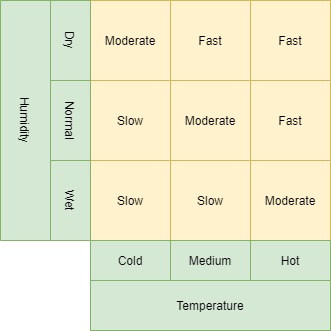 Humidity
Dry
Moderate Fast Fast
Normal
Slow Moderate Fast
Wet
Slow Slow Moderate
Cold Medium Hot
Temperature